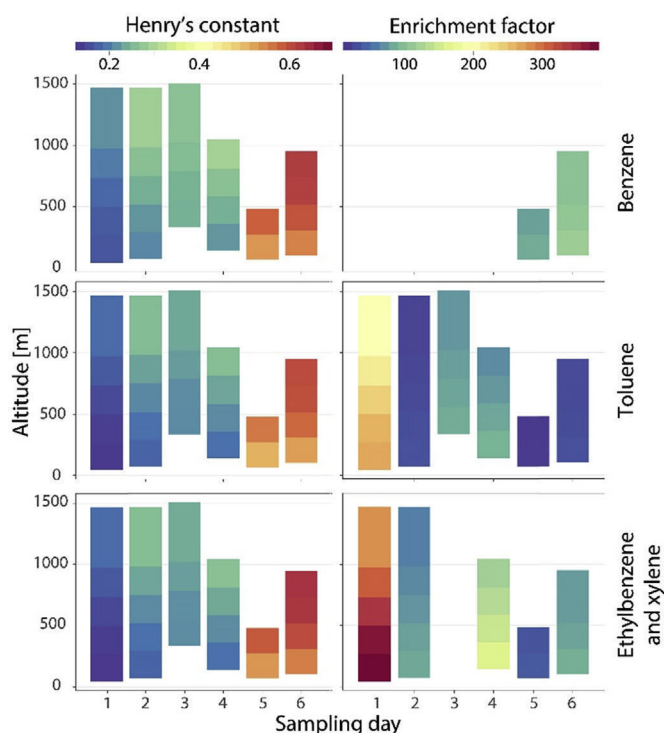 Henry's constant
Enrichment factor
0.2 0.4 0.6
100 200 300
1500
1000
500
0
Benzene
1500
1000
500
0
Altitude [m]
Toluene
1500
1000
500
0
Ethylbenzene
and xylene
1 2 3 4 5 6
1 2 3 4 5 6
Sampling day